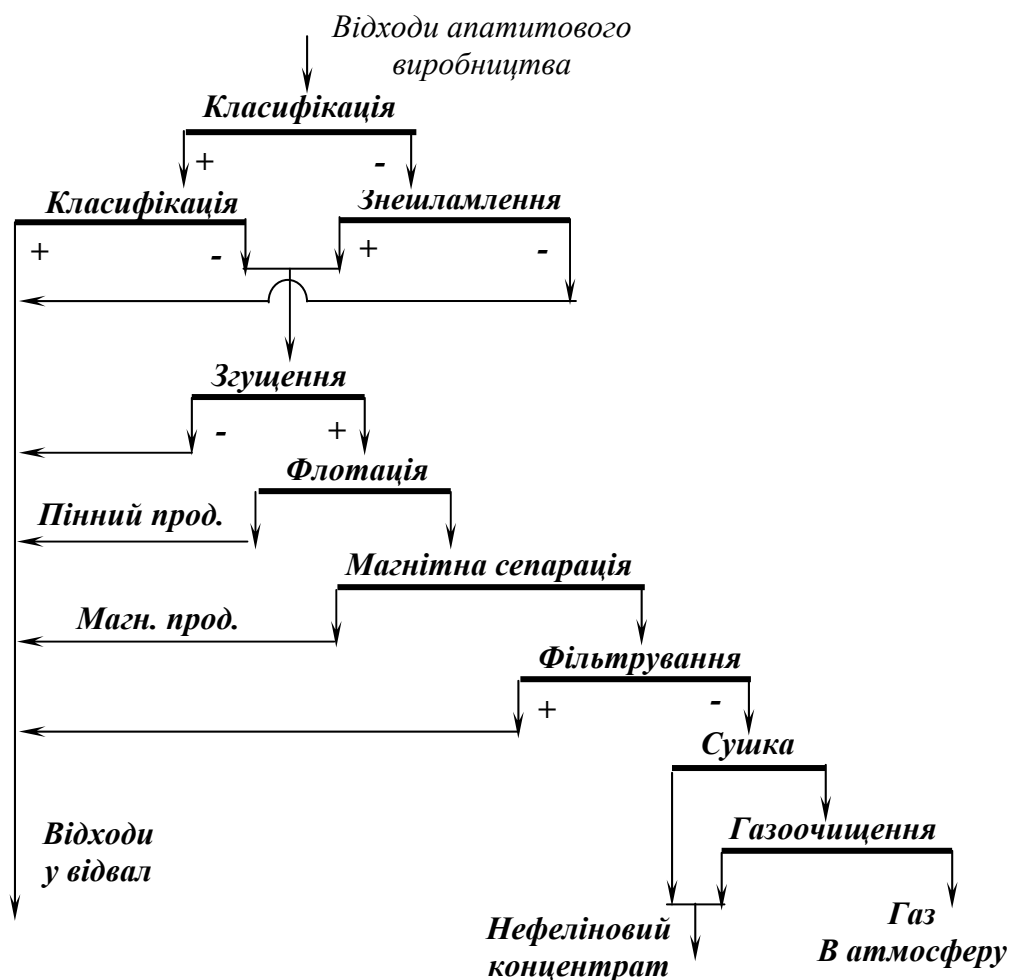 Відходи апатитового
виробництва
Класифікація
+ -
Класифікація
Знешламлення
+ -
+ -
Згущення
- +
Флотація
Пінний прод.
Магнітна сепарація
Магн. прод.
Фільтрування
+ -
Сушка
Відходи
у відвал
Газоочищення
Нефеліновий
концентрат
Газ
В атмосферу